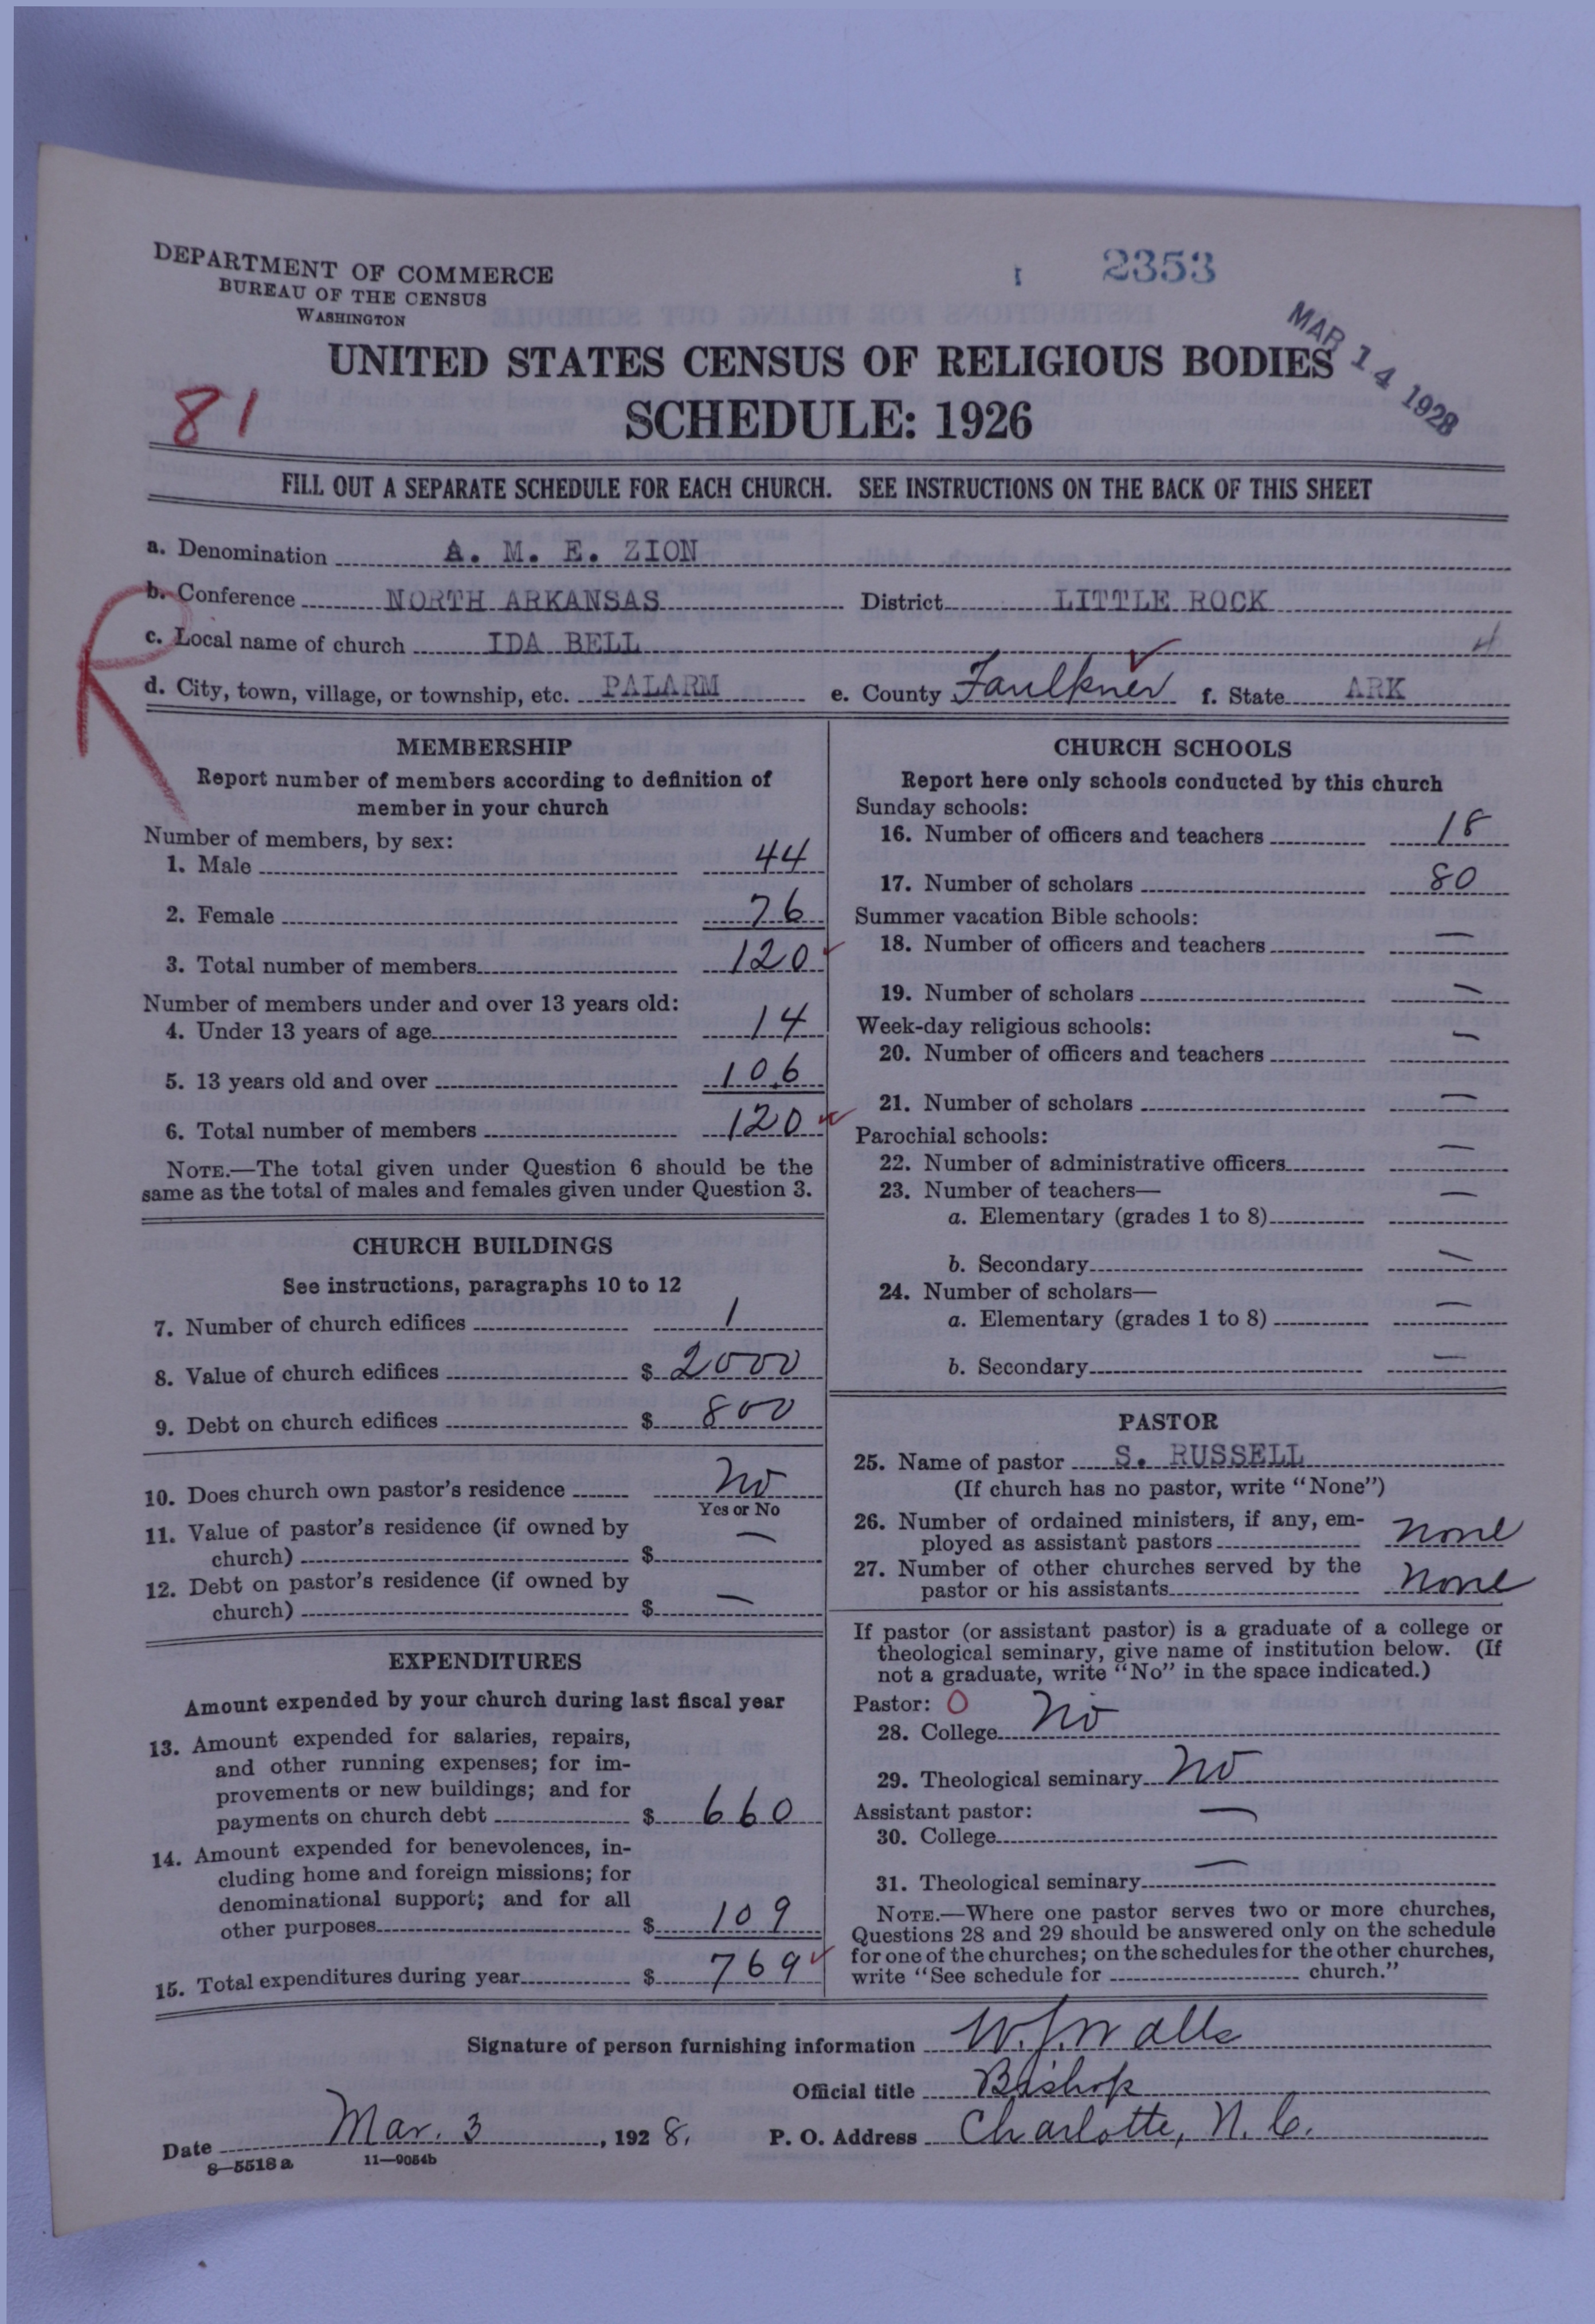 DEPARTMENT OF COMMERCE
BUREAU OF THE CENSUS
WASHINGTON
I 2353
MAR 14 1928
UNITED STATES CENSUS OF RELIGIOUS BODIES
81
SCHEDULE: 1926
FILL OUT A SEPARATE SCHEDULE FOR EACH CHURCH. SEE INSTRUCTIONS ON THE BACK OF THIS SHEET
R
a. Denomination A. M. E. ZION
b. Conference NORTH ARKANSAS District LITTLE ROCK
c. Local name of church IDA BELL 4
d. City, town, village, or township, etc. PALARM e. County Faulkner f. State ARK
MEMBERSHIP
Report number of members according to definition of
member in your church
Number of members, by sex:
1. Male 44
2. Female 76
3. Total number of members 120
Number of members under and over 13 years old:
4. Under 13 years of age 14
5. 13 years old and over 106
6. Total number of members 120
NOTE.—The total given under Question 6 should be the
same as the total of males and females given under Question 3.
CHURCH BUILDINGS
See instructions, paragraphs 10 to 12
7. Number of church edifices 1
8. Value of church edifices $ 2000
9. Debt on church edifices $ 800
10. Does church own pastor's residence No
Yes or No
11. Value of pastor's residence (if owned by
church) $ —
12. Debt on pastor's residence (if owned by
church) $ —
EXPENDITURES
Amount expended by your church during last fiscal year
13. Amount expended for salaries, repairs,
and other running expenses; for im-
provements or new buildings; and for
payments on church debt $ 660
14. Amount expended for benevolences, in-
cluding home and foreign missions; for
denominational support; and for all
other purposes $ 109
15. Total expenditures during year $ 769
CHURCH SCHOOLS
Report here only schools conducted by this church
Sunday schools:
16. Number of officers and teachers 18
17. Number of scholars 80
Summer vacation Bible schools:
18. Number of officers and teachers —
19. Number of scholars —
Week-day religious schools:
20. Number of officers and teachers —
21. Number of scholars —
Parochial schools:
22. Number of administrative officers —
23. Number of teachers—
a. Elementary (grades 1 to 8) —
b. Secondary —
24. Number of scholars—
a. Elementary (grades 1 to 8) —
b. Secondary —
PASTOR
25. Name of pastor S. RUSSELL
(If church has no pastor, write "None")
26. Number of ordained ministers, if any, em-
ployed as assistant pastors none
27. Number of other churches served by the
pastor or his assistants none
If pastor (or assistant pastor) is a graduate of a college or
theological seminary, give name of institution below. (If
not a graduate, write "No" in the space indicated.)
Pastor: O
28. College No
29. Theological seminary No
Assistant pastor:
30. College —
31. Theological seminary —
NOTE.—Where one pastor serves two or more churches,
Questions 28 and 29 should be answered only on the schedule
for one of the churches; on the schedules for the other churches,
write "See schedule for church."
Signature of person furnishing information W. J. Walls
Official title Bishop
Date Mar. 3, 1928. P. O. Address Charlotte, N. C.
8—5518 a 11—9054b